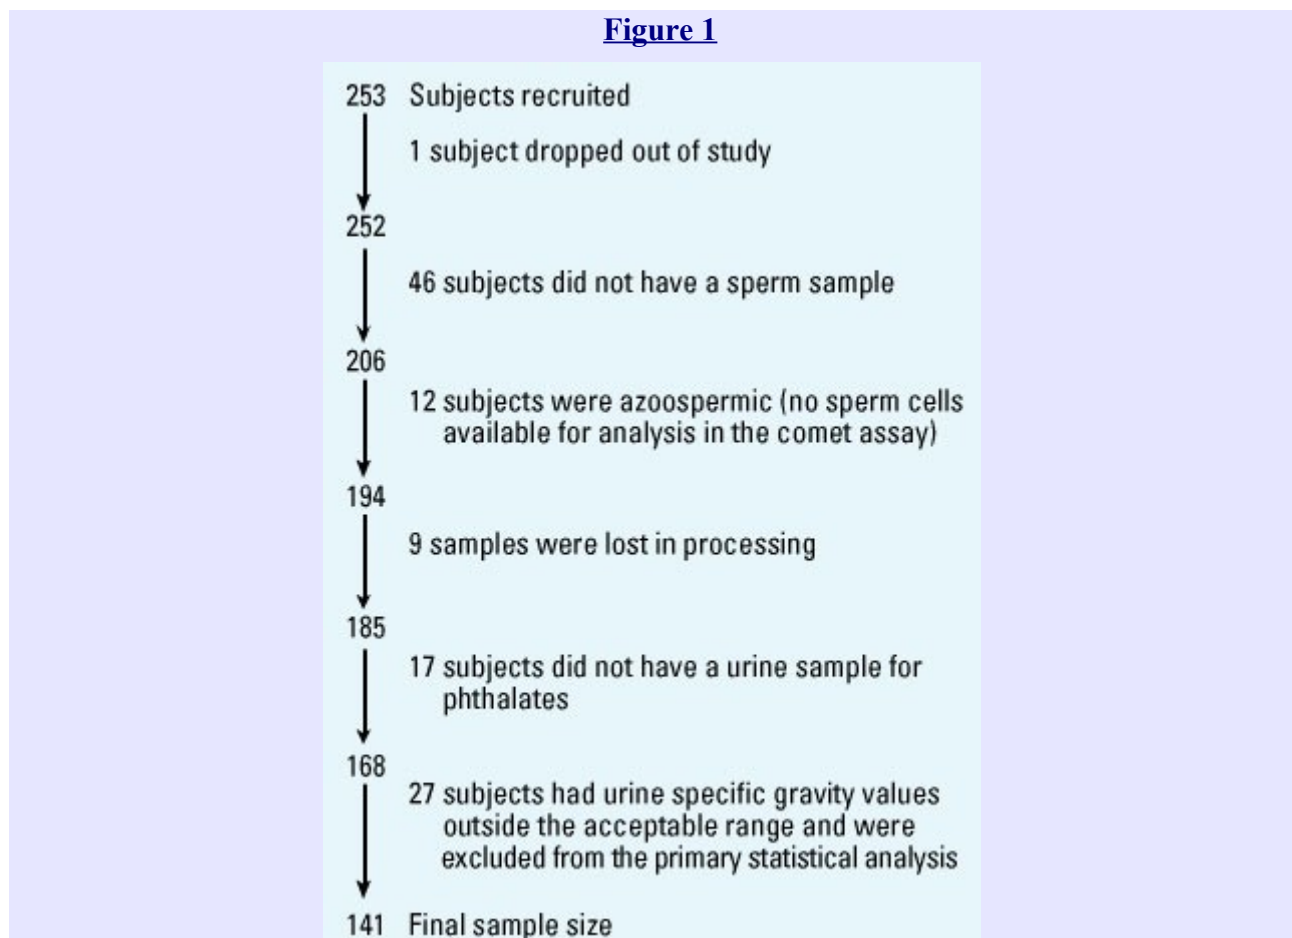 Figure 1
253 Subjects recruited
1 subject dropped out of study
252
46 subjects did not have a sperm sample
206
12 subjects were azoospermic (no sperm cells
available for analysis in the comet assay)
194
9 samples were lost in processing
185
17 subjects did not have a urine sample for
phthalates
168
27 subjects had urine specific gravity values
outside the acceptable range and were
excluded from the primary statistical analysis
141 Final sample size